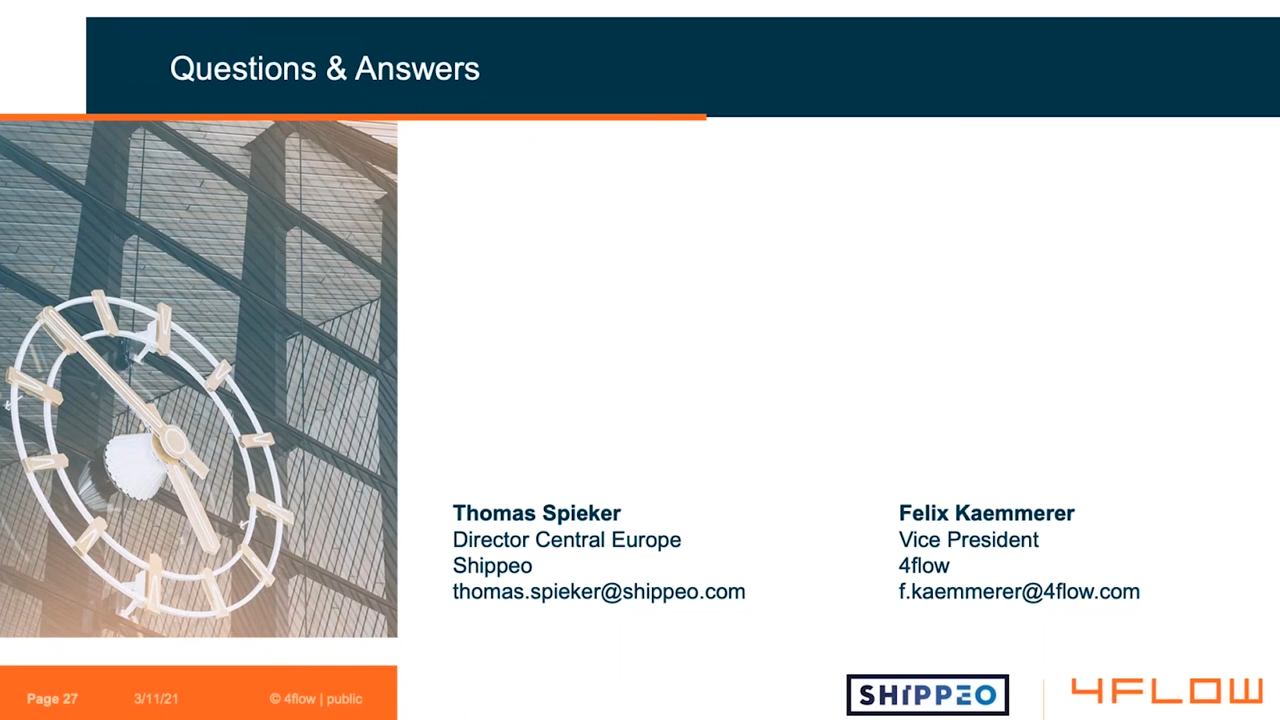 Questions & Answers
Thomas Spieker
Director Central Europe
Shippeo
thomas.spieker@shippeo.com
Felix Kaemmerer
Vice President
4flow
f.kaemmerer@4flow.com
Page 27 3/11/21 © 4flow | public
SHIPPEO
4FLOW